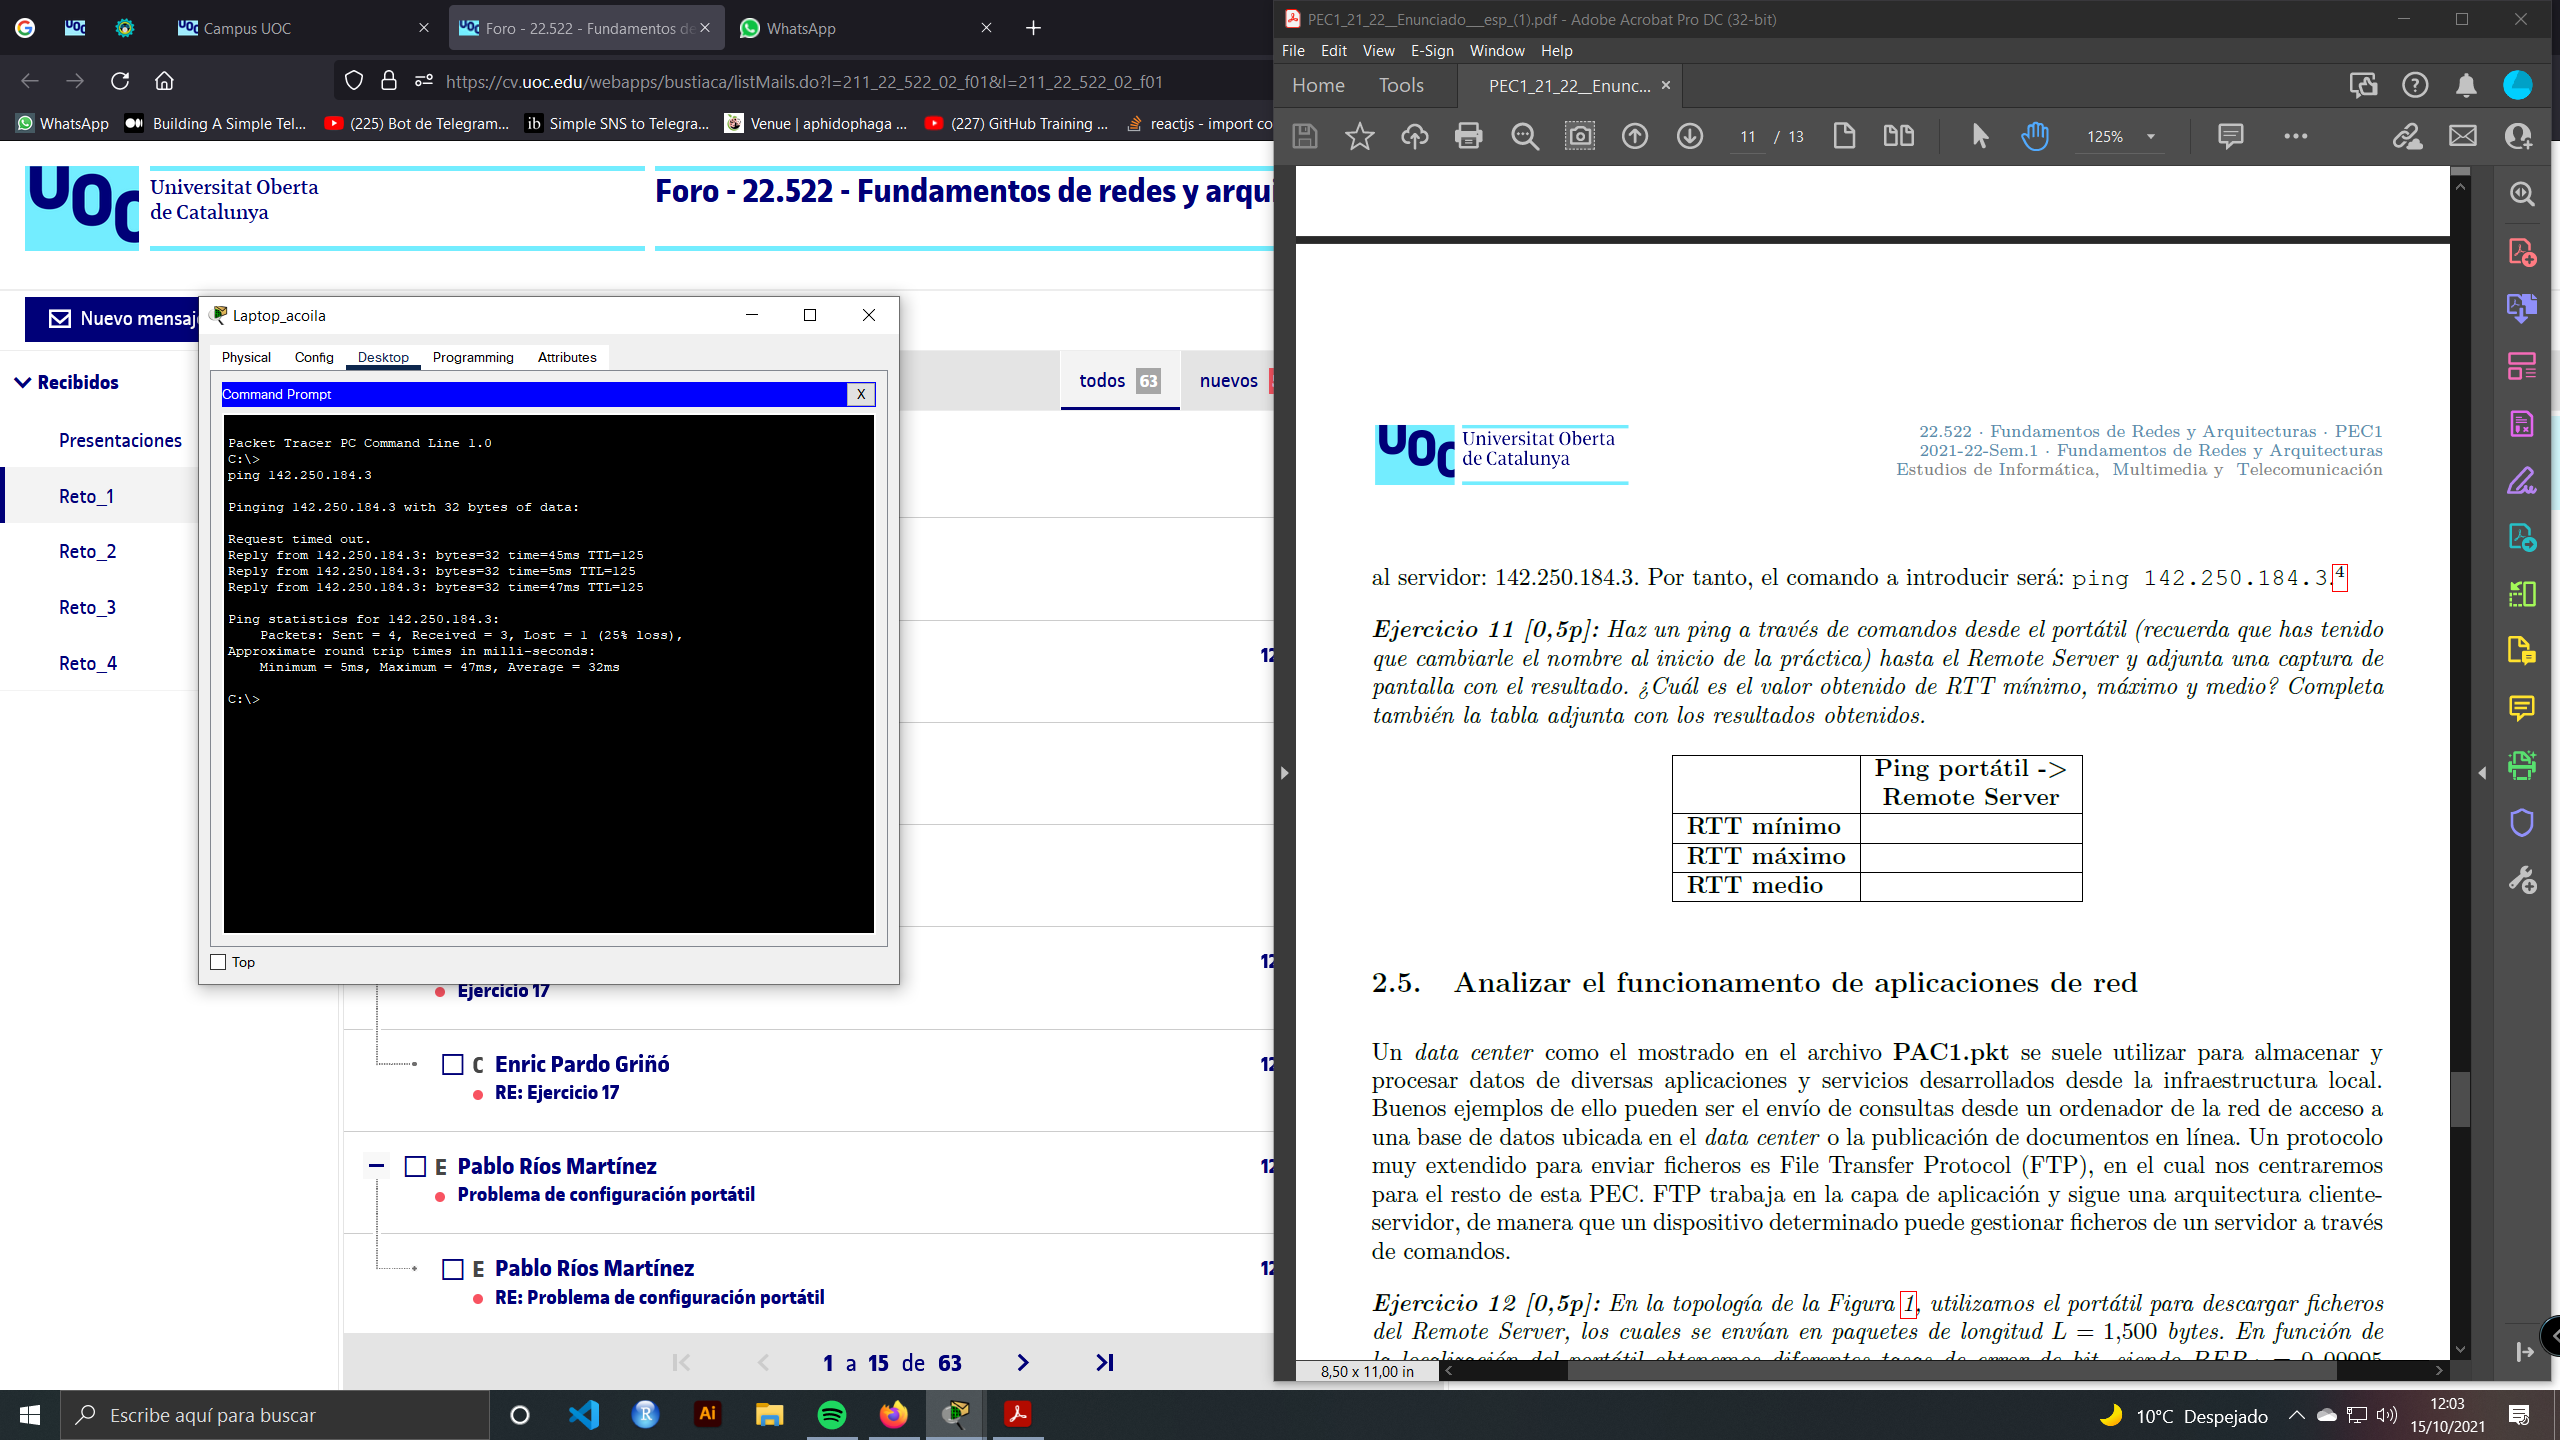 Campus UOC
Foro - 22.522 - Fundamentos de
WhatsApp
https://cv.uoc.edu/webapps/bustiaca/listMails.do?l=211_22_522_02_f01&l=211_22_522_02_f01
WhatsApp
Building A Simple Tel...
(225) Bot de Telegram...
Simple SNS to Telegra...
Venue | aphidophaga ...
(227) GitHub Training ...
reactjs - import co
UOC
Universitat Oberta
de Catalunya
Foro - 22.522 - Fundamentos de redes y arqui
Nuevo mensaje
todos 63
nuevos
Recibidos
Presentaciones
Reto_1
Reto_2
Reto_3
Reto_4
Laptop_acoila
Physical
Config
Desktop
Programming
Attributes
Command Prompt
X
Packet Tracer PC Command Line 1.0
C:\>
ping 142.250.184.3
Pinging 142.250.184.3 with 32 bytes of data:
Request timed out.
Reply from 142.250.184.3: bytes=32 time=45ms TTL=125
Reply from 142.250.184.3: bytes=32 time=5ms TTL=125
Reply from 142.250.184.3: bytes=32 time=47ms TTL=125
Ping statistics for 142.250.184.3:
Packets: Sent = 4, Received = 3, Lost = 1 (25% loss),
Approximate round trip times in milli-seconds:
Minimum = 5ms, Maximum = 47ms, Average = 32ms
C:\>
Top
12
12
Ejercicio 17
C Enric Pardo Griñó
12
RE: Ejercicio 17
E Pablo Ríos Martínez
12
Problema de configuración portátil
E Pablo Ríos Martínez
12
RE: Problema de configuración portátil
1 a 15 de 63
PEC1_21_22__Enunciado___esp_(1).pdf - Adobe Acrobat Pro DC (32-bit)
File Edit View E-Sign Window Help
Home
Tools
PEC1_21_22__Enunc...
11 / 13
125%
UOC
Universitat Oberta
de Catalunya
22.522 · Fundamentos de Redes y Arquitecturas · PEC1
2021-22-Sem.1 · Fundamentos de Redes y Arquitecturas
Estudios de Informática, Multimedia y Telecomunicación
al servidor: 142.250.184.3. Por tanto, el comando a introducir será: ping 142.250.184.3.4
Ejercicio 11 [0,5p]: Haz un ping a través de comandos desde el portátil (recuerda que has tenido
que cambiarle el nombre al inicio de la práctica) hasta el Remote Server y adjunta una captura de
pantalla con el resultado. ¿Cuál es el valor obtenido de RTT mínimo, máximo y medio? Completa
también la tabla adjunta con los resultados obtenidos.
Ping portátil ->
Remote Server
RTT mínimo
RTT máximo
RTT medio
2.5. Analizar el funcionamento de aplicaciones de red
Un data center como el mostrado en el archivo PAC1.pkt se suele utilizar para almacenar y
procesar datos de diversas aplicaciones y servicios desarrollados desde la infraestructura local.
Buenos ejemplos de ello pueden ser el envío de consultas desde un ordenador de la red de acceso a
una base de datos ubicada en el data center o la publicación de documentos en línea. Un protocolo
muy extendido para enviar ficheros es File Transfer Protocol (FTP), en el cual nos centraremos
para el resto de esta PEC. FTP trabaja en la capa de aplicación y sigue una arquitectura cliente-
servidor, de manera que un dispositivo determinado puede gestionar ficheros de un servidor a través
de comandos.
Ejercicio 12 [0,5p]: En la topología de la Figura 1, utilizamos el portátil para descargar ficheros
del Remote Server, los cuales se envían en paquetes de longitud L = 1,500 bytes. En función de
la localización del portátil obtenemos diferentes tasas de error de bit, siendo
8,50 x 11,00 in
Escribe aquí para buscar
10°C Despejado
12:03
15/10/2021